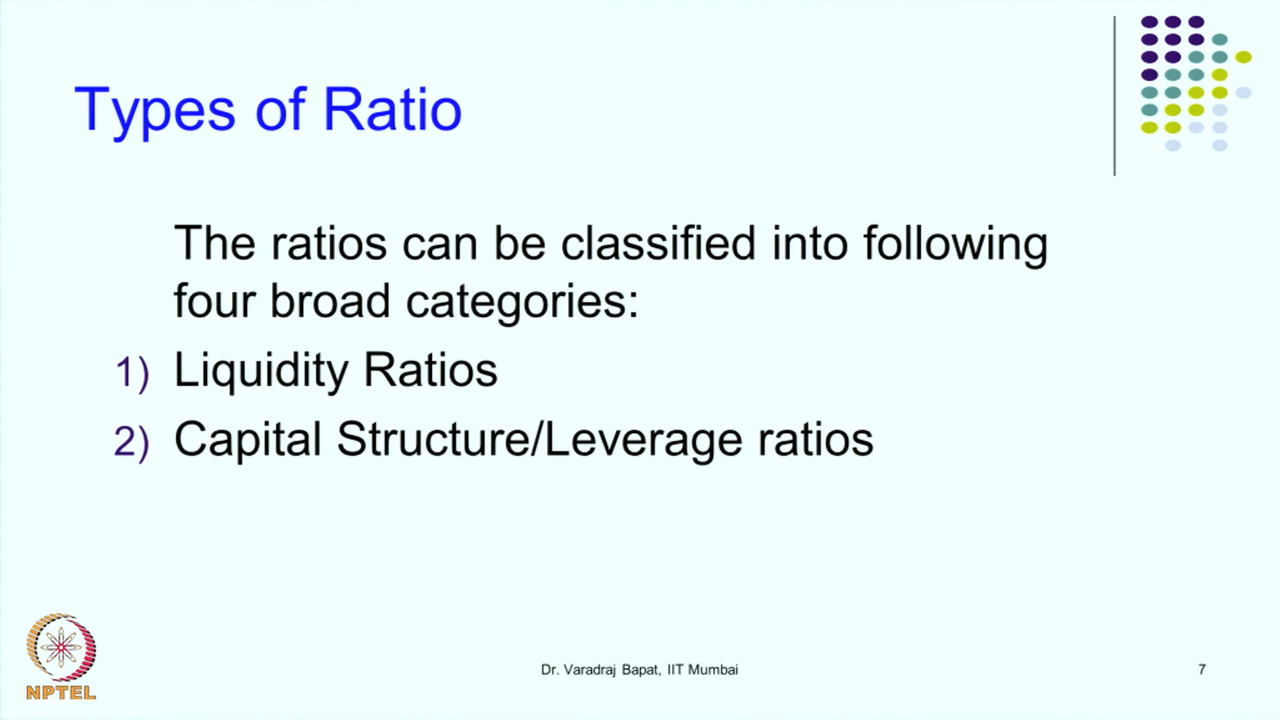 Types of Ratio
The ratios can be classified into following
four broad categories:
1) Liquidity Ratios
2) Capital Structure/Leverage ratios
NPTEL
Dr. Varadraj Bapat, IIT Mumbai
7